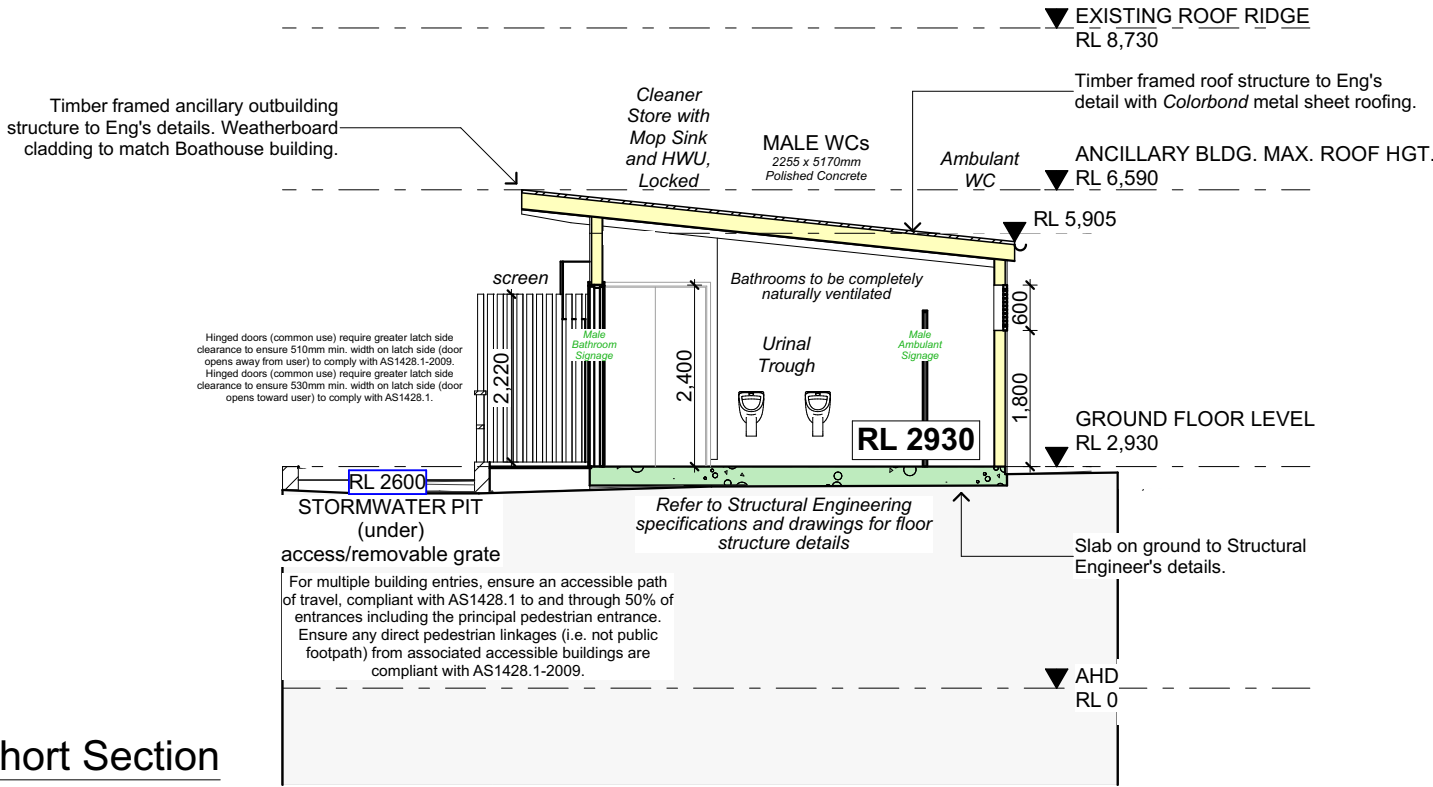 EXISTING ROOF RIDGE
RL 8,730
Timber framed roof structure to Eng's
detail with Colorbond metal sheet roofing.
Timber framed ancillary outbuilding
structure to Eng's details. Weatherboard
cladding to match Boathouse building.
Cleaner
Store with
Mop Sink
and HWU,
Locked
MALE WCs
2255 x 5170mm
Polished Concrete
Ambulant
WC
ANCILLARY BLDG. MAX. ROOF HGT.
RL 6,590
RL 5,905
screen
Bathrooms to be completely
naturally ventilated
600
Hinged doors (common use) require greater latch side
clearance to ensure 510mm min. width on latch side (door
opens away from user) to comply with AS1428.1-2009.
Hinged doors (common use) require greater latch side
clearance to ensure 530mm min. width on latch side (door
opens toward user) to comply with AS1428.1.
2,220
Male
Bathroom
Signage
2,400
Urinal
Trough
Male
Ambulant
Signage
1,800
RL 2930
GROUND FLOOR LEVEL
RL 2,930
RL 2600
STORMWATER PIT
(under)
access/removable grate
Refer to Structural Engineering
specifications and drawings for floor
structure details
Slab on ground to Structural
Engineer's details.
For multiple building entries, ensure an accessible path
of travel, compliant with AS1428.1 to and through 50% of
entrances including the principal pedestrian entrance.
Ensure any direct pedestrian linkages (i.e. not public
footpath) from associated accessible buildings are
compliant with AS1428.1-2009.
AHD
RL 0
hort Section